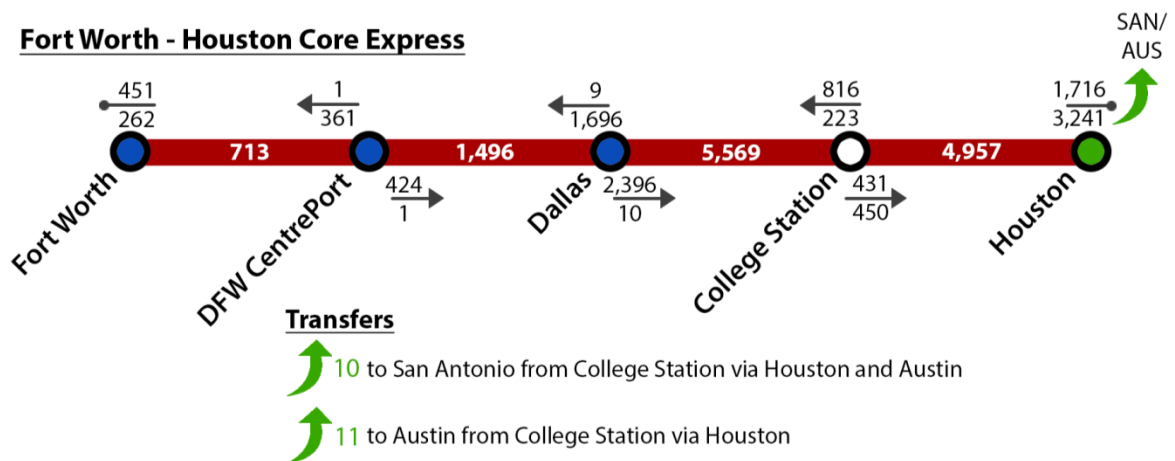 Fort Worth - Houston Core Express
SAN/
AUS
451
262
1
361
9
1,696
816
223
1,716
3,241
713
1,496
5,569
4,957
424
1
2,396
10
431
450
Fort Worth
DFW CentrePort
Dallas
College Station
Houston
Transfers
10 to San Antonio from College Station via Houston and Austin
11 to Austin from College Station via Houston